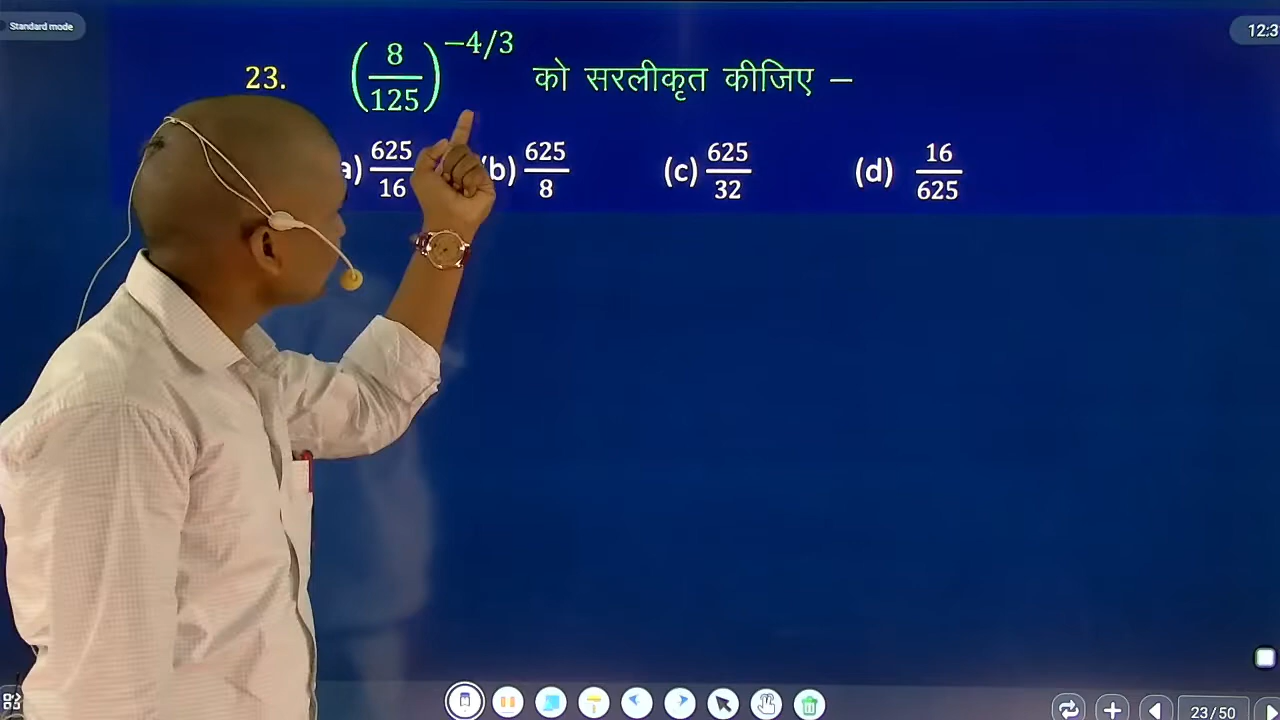 Standard mode
12:3
23. (8/125)^{-4/3} को सरलीकृत कीजिए –
a) 625/16 (b) 625/8 (c) 625/32 (d) 16/625
23/50